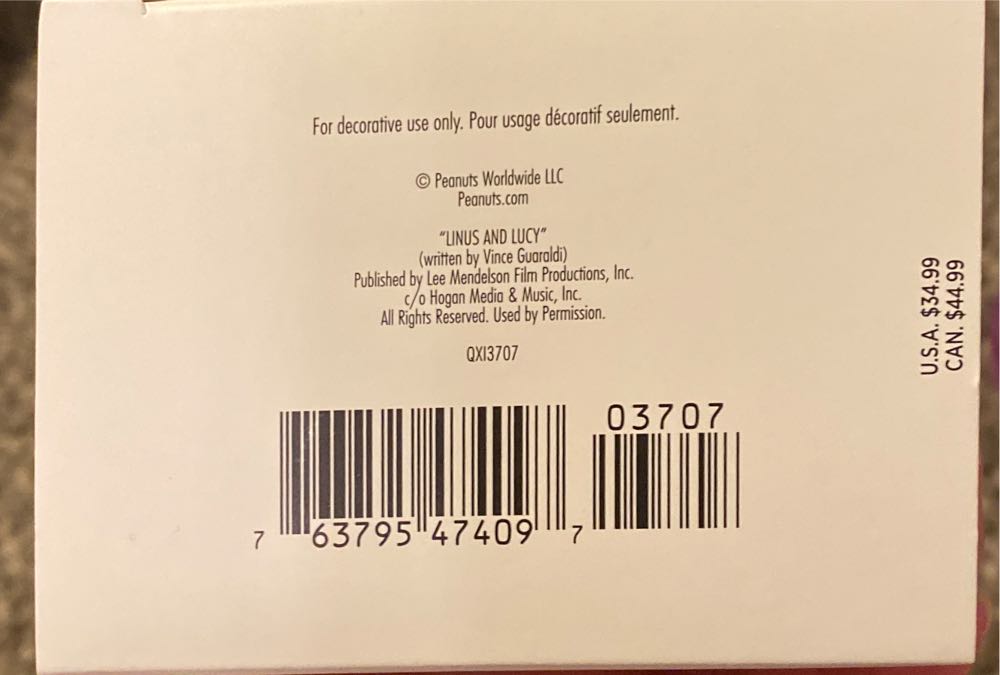 For decorative use only. Pour usage décoratif seulement.
© Peanuts Worldwide LLC
Peanuts.com
“LINUS AND LUCY”
(written by Vince Guaraldi)
Published by Lee Mendelson Film Productions, Inc.
c/o Hogan Media & Music, Inc.
All Rights Reserved. Used by Permission.
QXI3707
U.S.A. $34.99
CAN. $44.99
03707
7 63795 47409 7